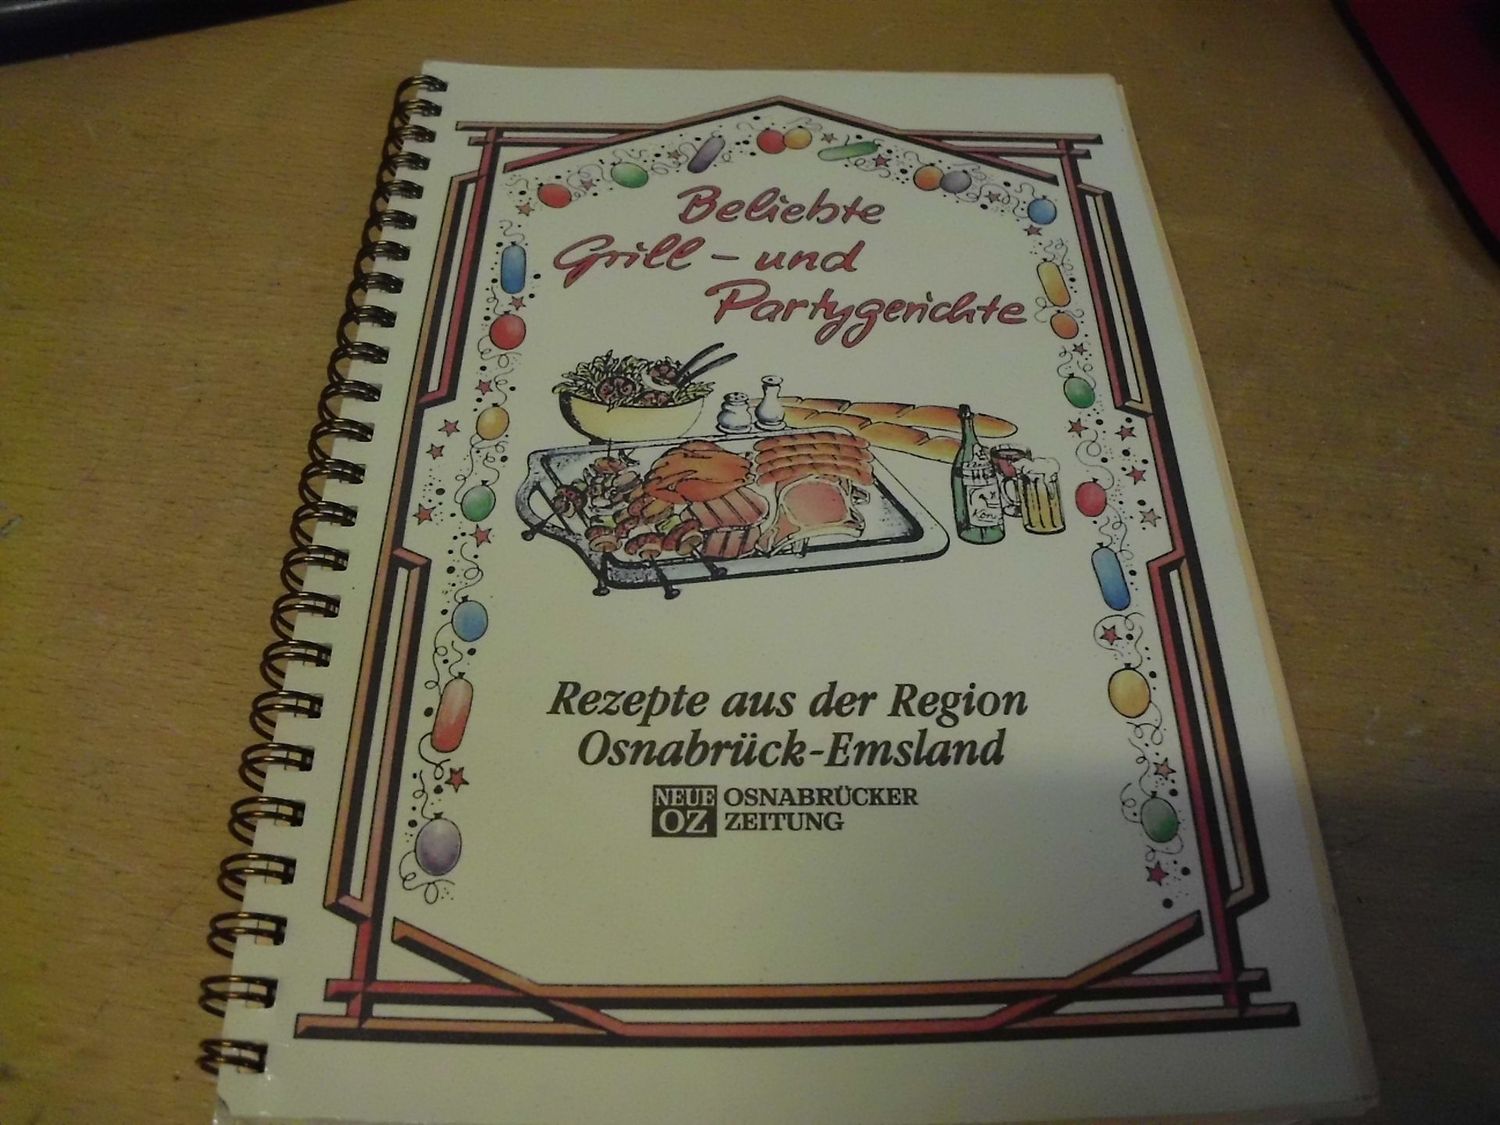 Beliebte
Grill - und
Partygerichte
Rezepte aus der Region
Osnabrück-Emsland
NEUE OZ
OSNABRÜCKER
ZEITUNG